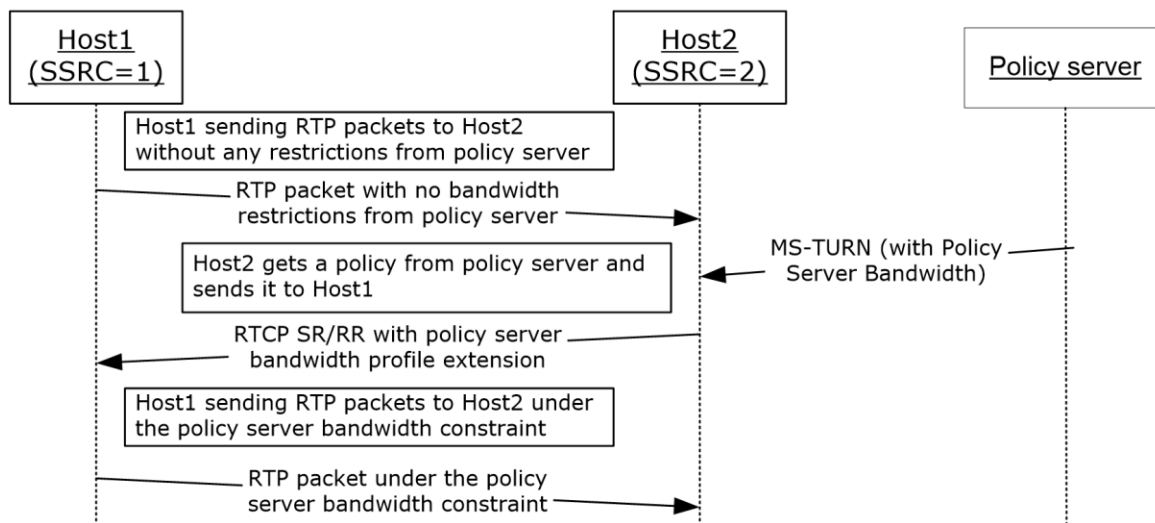 Host1
(SSRC=1)
Host2
(SSRC=2)
Policy server
Host1 sending RTP packets to Host2
without any restrictions from policy server
RTP packet with no bandwidth
restrictions from policy server
MS-TURN (with Policy
Server Bandwidth)
Host2 gets a policy from policy server and
sends it to Host1
RTCP SR/RR with policy server
bandwidth profile extension
Host1 sending RTP packets to Host2 under
the policy server bandwidth constraint
RTP packet under the policy
server bandwidth constraint